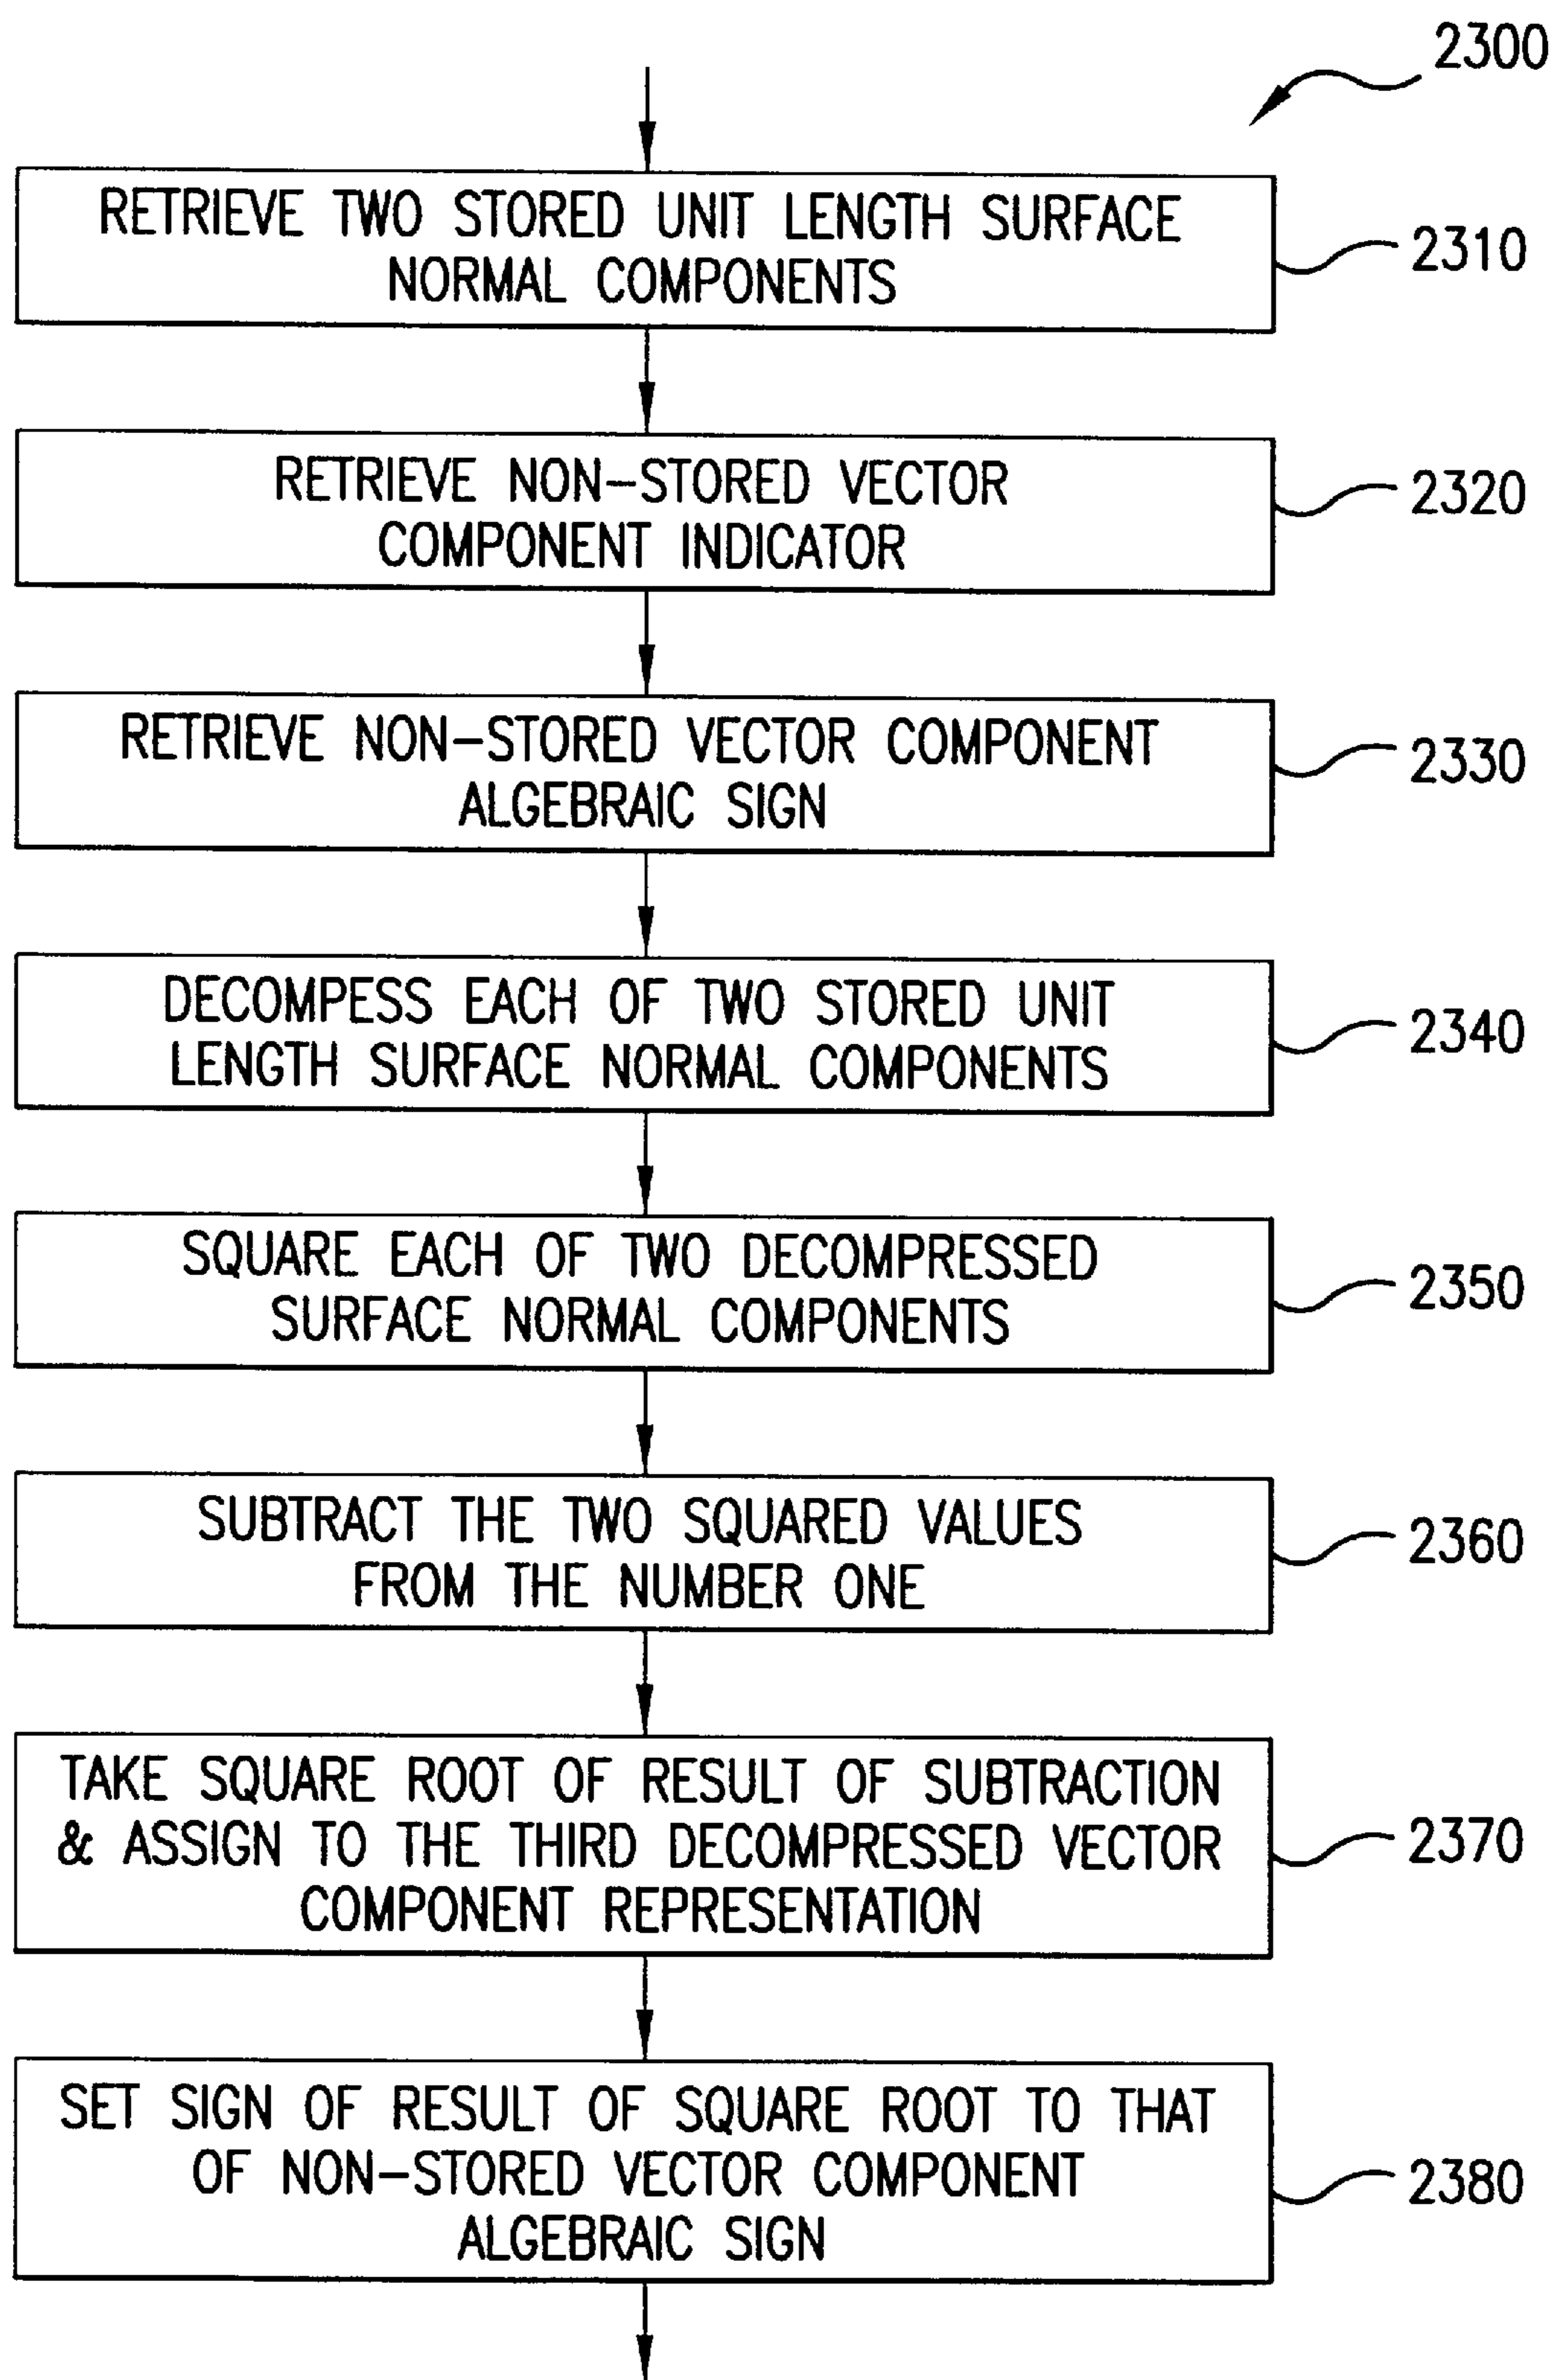 2300
RETRIEVE TWO STORED UNIT LENGTH SURFACE
NORMAL COMPONENTS
2310
RETRIEVE NON-STORED VECTOR
COMPONENT INDICATOR
2320
RETRIEVE NON-STORED VECTOR COMPONENT
ALGEBRAIC SIGN
2330
DECOMPESS EACH OF TWO STORED UNIT
LENGTH SURFACE NORMAL COMPONENTS
2340
SQUARE EACH OF TWO DECOMPRESSED
SURFACE NORMAL COMPONENTS
2350
SUBTRACT THE TWO SQUARED VALUES
FROM THE NUMBER ONE
2360
TAKE SQUARE ROOT OF RESULT OF SUBTRACTION
& ASSIGN TO THE THIRD DECOMPRESSED VECTOR
COMPONENT REPRESENTATION
2370
SET SIGN OF RESULT OF SQUARE ROOT TO THAT
OF NON-STORED VECTOR COMPONENT
ALGEBRAIC SIGN
2380